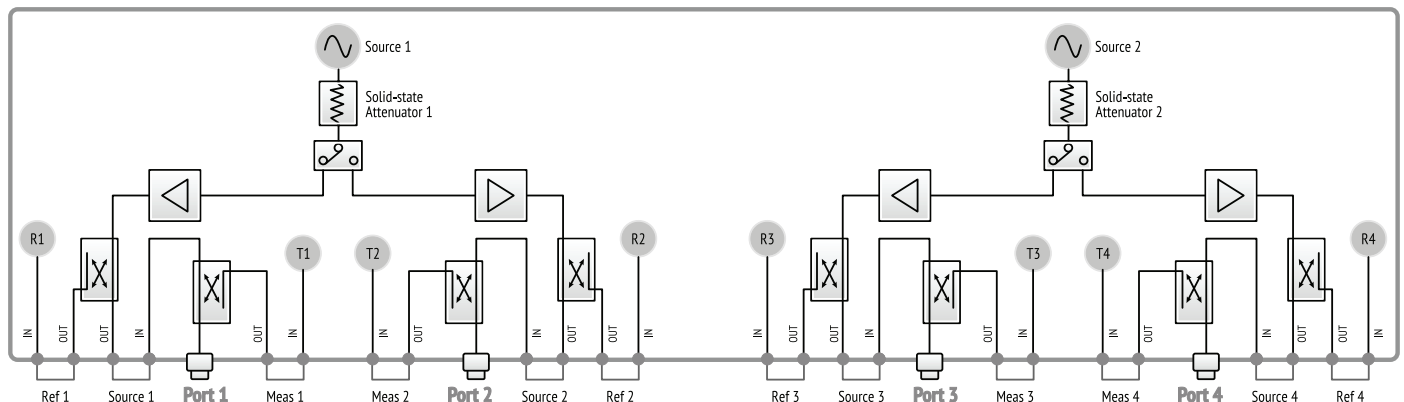 Source 1
Source 2
Solid-state
Attenuator 1
Solid-state
Attenuator 2
R1
T1
T2
R2
R3
T3
T4
R4
IN
OUT
OUT
IN
OUT
IN
IN
OUT
IN
OUT
OUT
IN
IN
OUT
OUT
IN
OUT
IN
IN
OUT
IN
OUT
OUT
IN
Ref 1
Source 1
Port 1
Meas 1
Meas 2
Port 2
Source 2
Ref 2
Ref 3
Source 3
Port 3
Meas 3
Meas 4
Port 4
Source 4
Ref 4